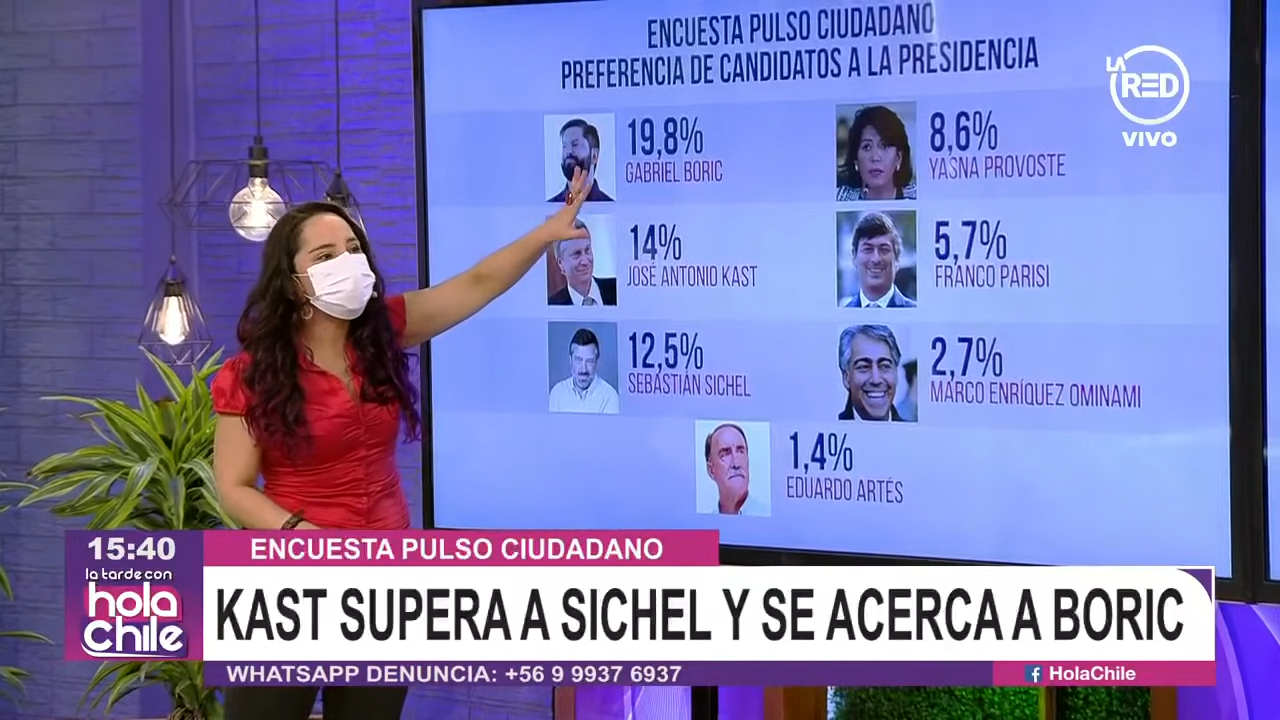 ENCUESTA PULSO CIUDADANO
PREFERENCIA DE CANDIDATOS A LA PRESIDENCIA
LA RED
VIVO
19,8%
GABRIEL BORIC
8,6%
YASNA PROVOSTE
14%
JOSÉ ANTONIO KAST
5,7%
FRANCO PARISI
12,5%
SEBASTIÁN SICHEL
2,7%
MARCO ENRÍQUEZ OMINAMI
1,4%
EDUARDO ARTÉS
15:40
la tarde con
hola
Chile
ENCUESTA PULSO CIUDADANO
KAST SUPERA A SICHEL Y SE ACERCA A BORIC
WHATSAPP DENUNCIA: +56 9 9937 6937
f HolaChile